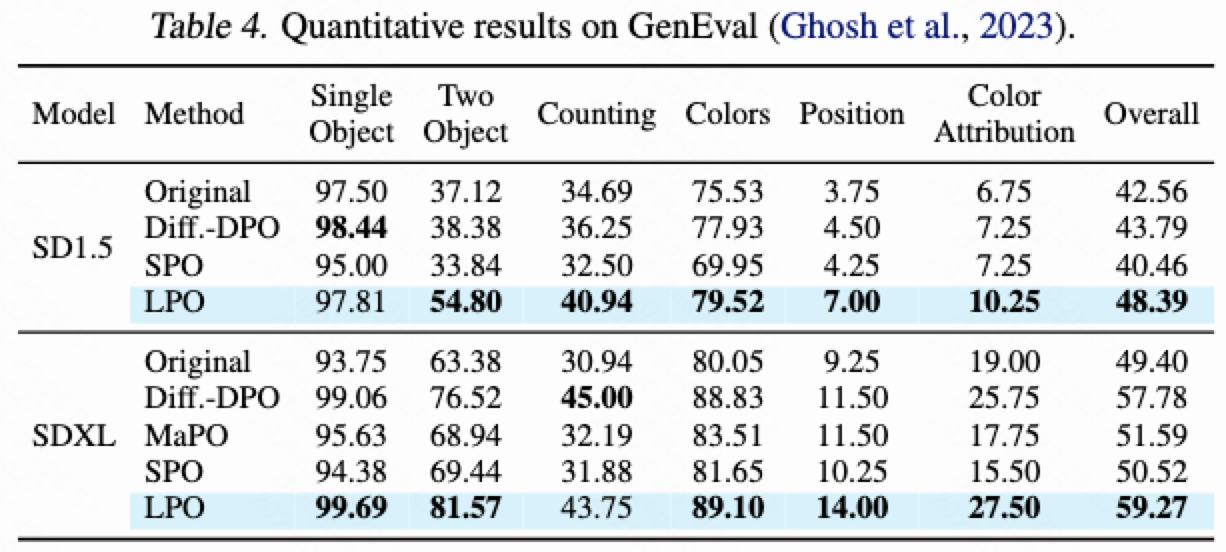 Table 4. Quantitative results on GenEval (Ghosh et al., 2023).
Model Method Single Object Two Object Counting Colors Position Color Attribution Overall
SD1.5
Original 97.50 37.12 34.69 75.53 3.75 6.75 42.56
Diff.-DPO 98.44 38.38 36.25 77.93 4.50 7.25 43.79
SPO 95.00 33.84 32.50 69.95 4.25 7.25 40.46
LPO 97.81 54.80 40.94 79.52 7.00 10.25 48.39
SDXL
Original 93.75 63.38 30.94 80.05 9.25 19.00 49.40
Diff.-DPO 99.06 76.52 45.00 88.83 11.50 25.75 57.78
MaPO 95.63 68.94 32.19 83.51 11.50 17.75 51.59
SPO 94.38 69.44 31.88 81.65 10.25 15.50 50.52
LPO 99.69 81.57 43.75 89.10 14.00 27.50 59.27